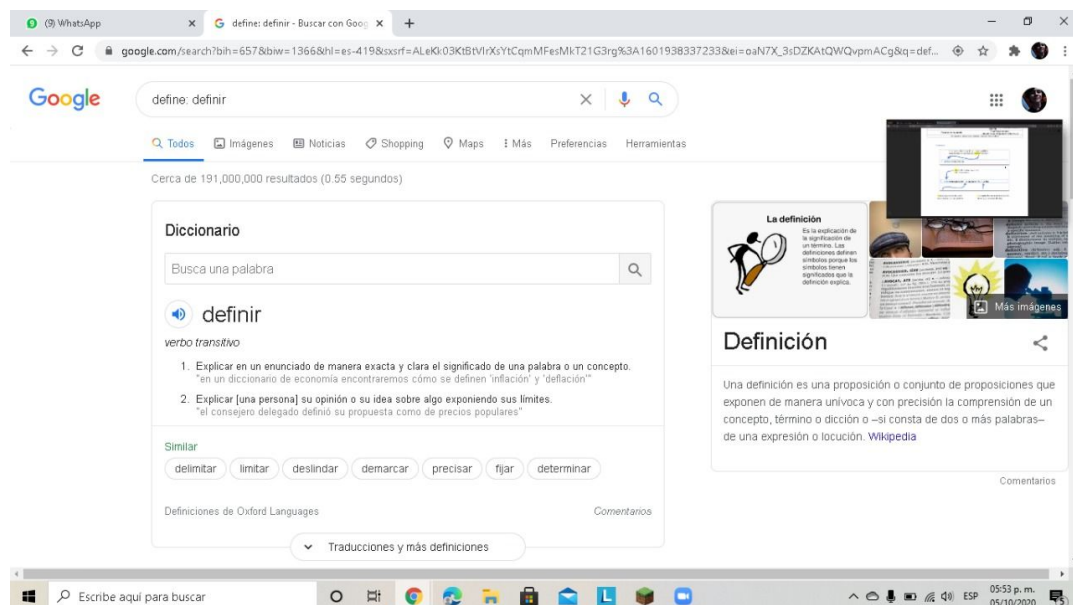 (9) WhatsApp
define: definir - Buscar con Goog
google.com/search?bih=657&biw=1366&hl=es-419&sxsrf=ALeKk03KtBtVIrXsYtCqmMFesMkT21G3rg%3A1601938337233&ei=oaN7X_3sDZKAtQWQvpmACg&q=def...
Google
define: definir
Todos Imágenes Noticias Shopping Maps Más Preferencias Herramientas
Cerca de 191,000,000 resultados (0.55 segundos)
Diccionario
Busca una palabra
definir
verbo transitivo
1. Explicar en un enunciado de manera exacta y clara el significado de una palabra o un concepto.
"en un diccionario de economía encontraremos cómo se definen 'inflación' y 'deflación'"
2. Explicar [una persona] su opinión o su idea sobre algo exponiendo sus límites.
"el consejero delegado definió su propuesta como de precios populares"
Similar
delimitar limitar deslindar demarcar precisar fijar determinar
Definiciones de Oxford Languages
Comentarios
Traducciones y más definiciones
La definición
Es la explicación de
la significación de
un término. Las
definiciones definen
símbolos porque los
símbolos tienen
significados que la
definición explica.
Más imágenes
Definición
Una definición es una proposición o conjunto de proposiciones que
exponen de manera unívoca y con precisión la comprensión de un
concepto, término o dicción o –si consta de dos o más palabras–
de una expresión o locución. Wikipedia
Comentarios
Escribe aquí para buscar
ESP
05:53 p. m.
05/10/2020